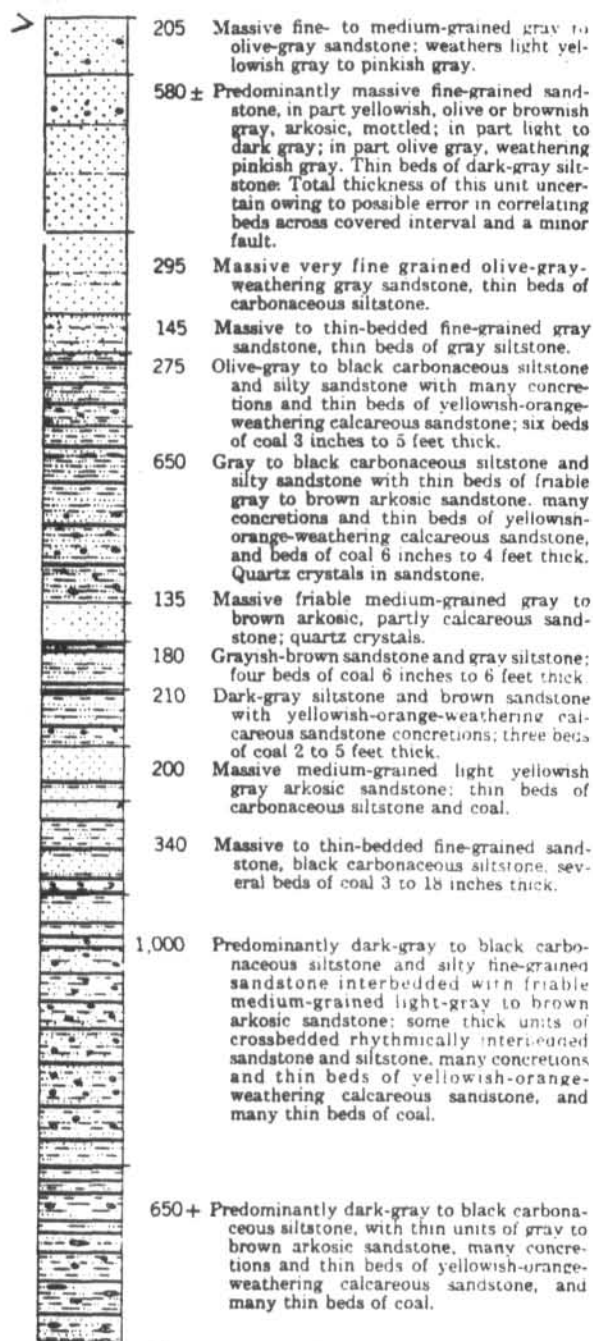 205 Massive fine- to medium-grained gray to
olive-gray sandstone; weathers light yel-
lowish gray to pinkish gray.
580 ± Predominantly massive fine-grained sand-
stone, in part yellowish, olive or brownish
gray, arkosic, mottled; in part light to
dark gray; in part olive gray, weathering
pinkish gray. Thin beds of dark-gray silt-
stone. Total thickness of this unit uncer-
tain owing to possible error in correlating
beds across covered interval and a minor
fault.
295 Massive very fine grained olive-gray-
weathering gray sandstone, thin beds of
carbonaceous siltstone.
145 Massive to thin-bedded fine-grained gray
sandstone, thin beds of gray siltstone.
275 Olive-gray to black carbonaceous siltstone
and silty sandstone with many concre-
tions and thin beds of yellowish-orange-
weathering calcareous sandstone; six beds
of coal 3 inches to 5 feet thick.
650 Gray to black carbonaceous siltstone and
silty sandstone with thin beds of friable
gray to brown arkosic sandstone. many
concretions and thin beds of yellowish-
orange-weathering calcareous sandstone,
and beds of coal 6 inches to 4 feet thick.
Quartz crystals in sandstone.
135 Massive friable medium-grained gray to
brown arkosic, partly calcareous sand-
stone; quartz crystals.
180 Grayish-brown sandstone and gray siltstone;
four beds of coal 6 inches to 6 feet thick
210 Dark-gray siltstone and brown sandstone
with yellowish-orange-weathering cal-
careous sandstone concretions; three beds
of coal 2 to 5 feet thick.
200 Massive medium-grained light yellowish
gray arkosic sandstone; thin beds of
carbonaceous siltstone and coal.
340 Massive to thin-bedded fine-grained sand-
stone, black carbonaceous siltstone, sev-
eral beds of coal 3 to 18 inches thick.
1,000 Predominantly dark-gray to black carbo-
naceous siltstone and silty fine-grained
sandstone interbedded with friable
medium-grained light-gray to brown
arkosic sandstone; some thick units of
crossbedded rhythmically interbedded
sandstone and siltstone, many concretions
and thin beds of yellowish-orange-
weathering calcareous sandstone, and
many thin beds of coal.
650 + Predominantly dark-gray to black carbona-
ceous siltstone, with thin units of gray to
brown arkosic sandstone, many concre-
tions and thin beds of yellowish-orange-
weathering calcareous sandstone, and
many thin beds of coal.